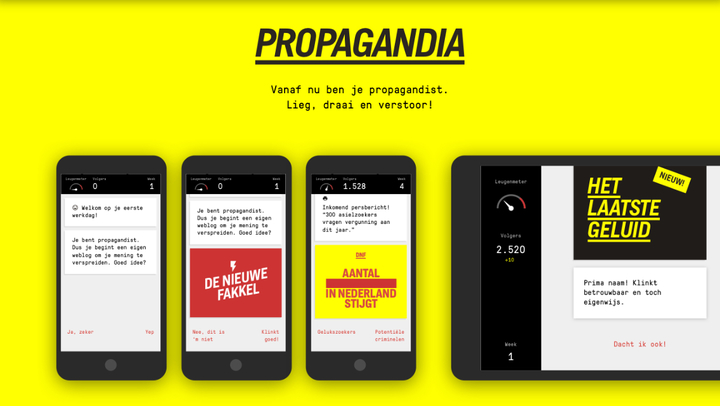 PROPAGANDIA
Vanaf nu ben je propagandist.
Lieg, draai en verstoor!
Leugenmeter Volgers Week
0 1
Welkom op je eerste
werkdag!
Je bent propagandist.
Dus je begint een eigen
weblog om je mening te
verspreiden. Goed idee?
Ja, zeker
Yep
Leugenmeter Volgers Week
0 1
Je bent propagandist.
Dus je begint een eigen
weblog om je mening te
verspreiden. Goed idee?
DE NIEUWE
FAKKEL
Nee, dit is
'm niet
Klinkt
goed!
Leugenmeter Volgers Week
1.528 4
Inkomend persbericht!
"300 asielzoekers
vragen vergunning aan
dit jaar."
DNF
AANTAL
IN NEDERLAND
STIJGT
Gelukszoekers
Potentiële
criminelen
Leugenmeter
Volgers
2.520
+10
Week
1
NIEUW!
HET
LAATSTE
GELUID
Prima naam! Klinkt
betrouwbaar en toch
eigenwijs.
Dacht ik ook!